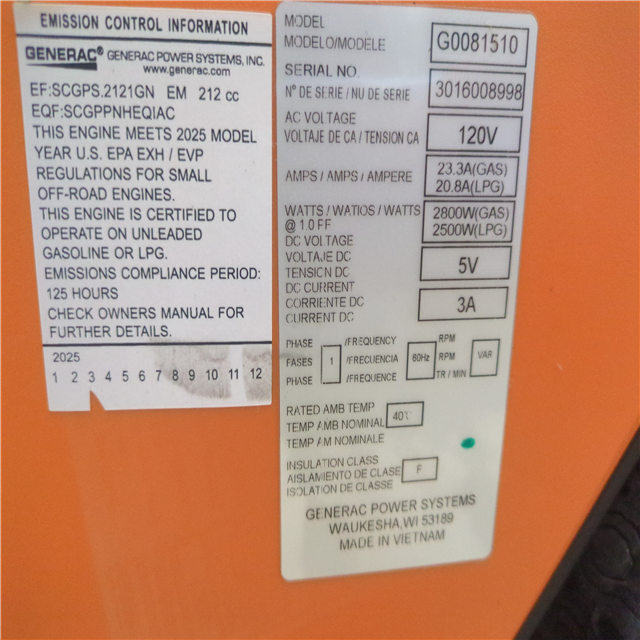 EMISSION CONTROL INFORMATION
GENERAC® GENERAC POWER SYSTEMS, INC.
www.generac.com
EF:SCGPS.2121GN EM 212 cc
EQF:SCGPPNHEQIAC
THIS ENGINE MEETS 2025 MODEL
YEAR U.S. EPA EXH / EVP
REGULATIONS FOR SMALL
OFF-ROAD ENGINES.
THIS ENGINE IS CERTIFIED TO
OPERATE ON UNLEADED
GASOLINE OR LPG.
EMISSIONS COMPLIANCE PERIOD:
125 HOURS
CHECK OWNERS MANUAL FOR
FURTHER DETAILS.
2025
1 2 3 4 5 6 7 8 9 10 11 12
MODEL
MODELO/MODELE G0081510
SERIAL NO.
N° DE SERIE / NU DE SERIE 3016008998
AC VOLTAGE
VOLTAJE DE CA / TENSION CA 120V
AMPS / AMPS / AMPERE 23.3A(GAS)
20.8A(LPG)
WATTS / WATIOS / WATTS 2800W(GAS)
@ 1.0 FF 2500W(LPG)
DC VOLTAGE
VOLTAJE DC 5V
TENSICN DC
DC CURRENT
CORRIENTE DC 3A
CURRENT DC
PHASE /FREQUENCY RPM
FASES 1 /FRECUENCIA 60Hz RPM VAR
PHASE /FREQUENCE TR / MIN
RATED AMB TEMP
TEMP AMB NOMINAL 40℃
TEMP AM NOMINALE
INSULATION CLASS
AISLAMIENTO DE CLASE F
ISOLATION DE CLASSE
GENERAC POWER SYSTEMS
WAUKESHA,WI 53189
MADE IN VIETNAM